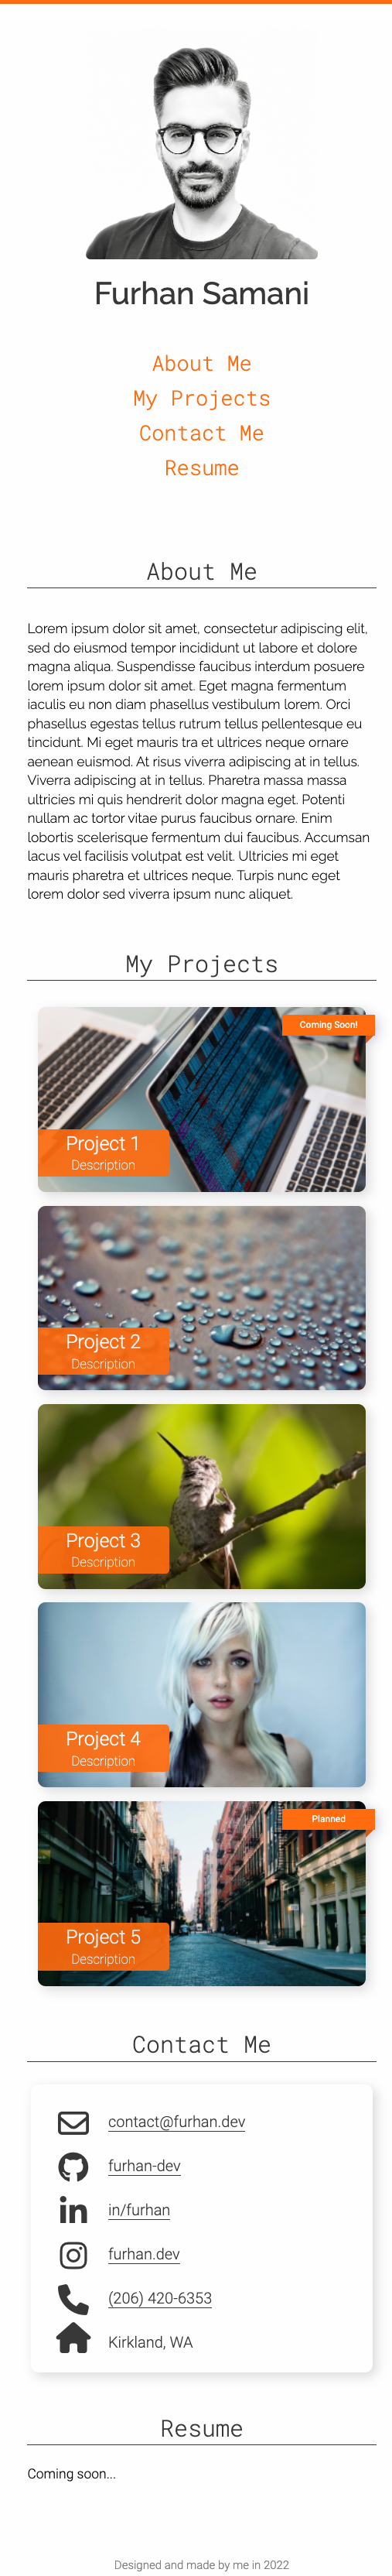 Furhan Samani
About Me
My Projects
Contact Me
Resume
About Me
Lorem ipsum dolor sit amet, consectetur adipiscing elit,
sed do eiusmod tempor incididunt ut labore et dolore
magna aliqua. Suspendisse faucibus interdum posuere
lorem ipsum dolor sit amet. Eget magna fermentum
iaculis eu non diam phasellus vestibulum lorem. Orci
phasellus egestas tellus rutrum tellus pellentesque eu
tincidunt. Mi eget mauris tra et ultrices neque ornare
aenean euismod. At risus viverra adipiscing at in tellus.
Viverra adipiscing at in tellus. Pharetra massa massa
ultricies mi quis hendrerit dolor magna eget. Potenti
nullam ac tortor vitae purus faucibus ornare. Enim
lobortis scelerisque fermentum dui faucibus. Accumsan
lacus vel facilisis volutpat est velit. Ultricies mi eget
mauris pharetra et ultrices neque. Turpis nunc eget
lorem dolor sed viverra ipsum nunc aliquet.
My Projects
Coming Soon!
Project 1
Description
Project 2
Description
Project 3
Description
Project 4
Description
Planned
Project 5
Description
Contact Me
contact@furhan.dev
furhan-dev
in/furhan
furhan.dev
(206) 420-6353
Kirkland, WA
Resume
Coming soon...
Designed and made by me in 2022